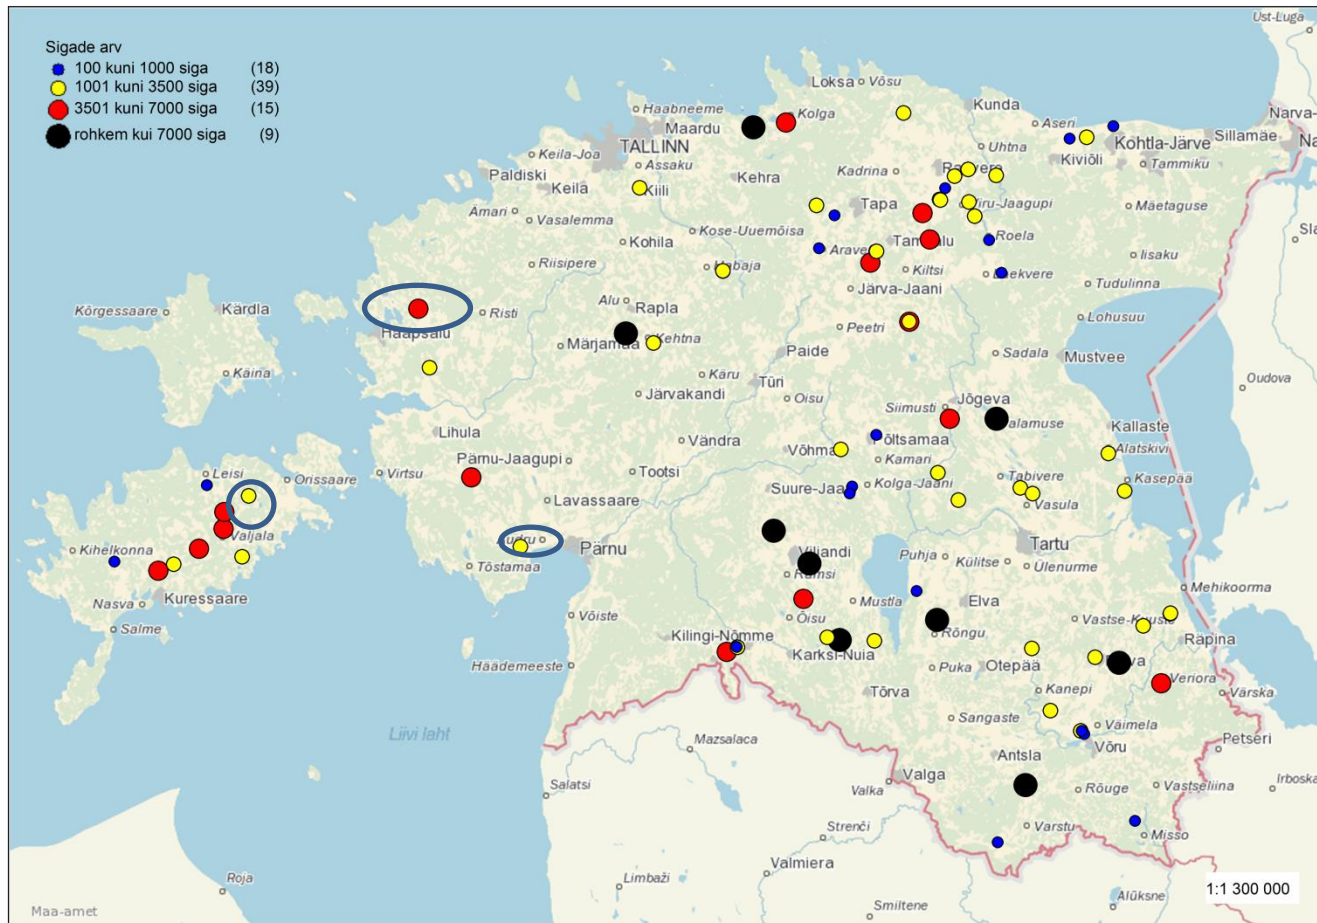 Sigade arv
100 kuni 1000 siga (18)
1001 kuni 3500 siga (39)
3501 kuni 7000 siga (15)
rohkem kui 7000 siga (9)
Ust-Luga
Loksa
Võsu
Kolga
Kunda
Narva-
Haabneeme
Maardu
Aseri
TALLINN
Uhtna
Kohtla-Järve
Sillamäe
Na
Keila-Joa
Assaku
Kiviõli
Tammiku
Paldiski
Keila
Kiili
Kehra
Kadrina
Ämari
Vasalemma
Tapa
Viru-Jaagupi
Mäetaguse
Kose-Uuemõisa
Kohila
Roela
Sla
Riisipere
Iisaku
Kiltsi
Tudulinna
Järva-Jaani
Kõrgessaare
Kärdla
Risti
Alu
Rapla
Peetri
Lohusuu
Haapsalu
Kehtna
Märjamaa
Paide
Sadala
Mustvee
Käina
Käru
Türi
Oudova
Järvakandi
Oisu
Siimusti
Jõgeva
Kallaste
Lihula
Vändra
Võhma
Põltsamaa
Alatskivi
Leisi
Orissaare
Virtsu
Pärnu-Jaagupi
Tootsi
Kamari
Tabivere
Kasepää
Suure-Jaa
Kolga-Jaani
Lavassaare
Vasula
Valjala
Kihelkonna
Pärnu
Viljandi
Puhja
Tartu
Külitse
Ülenurme
Tõstamaa
Ramsi
Mehikoorma
Kuressaare
Nasva
Mustla
Elva
Salme
Võiste
Õisu
Vastse-Kuuste
Räpina
Kilingi-Nõmme
Rõngu
Häädemeeste
Karksi-Nuia
Puka
Otepää
Veriora
Värska
Tõrva
Kanepi
Liivi laht
Sangaste
Väimela
Mazsalaca
Võru
Petseri
Antsla
Valga
Salatsi
Valka
Rõuge
Vastseliina
Irboska
Strenči
Varstu
Misso
Valmiera
Roja
Limbaži
1:1 300 000
Maa-amet
Smiltene
Alūksne